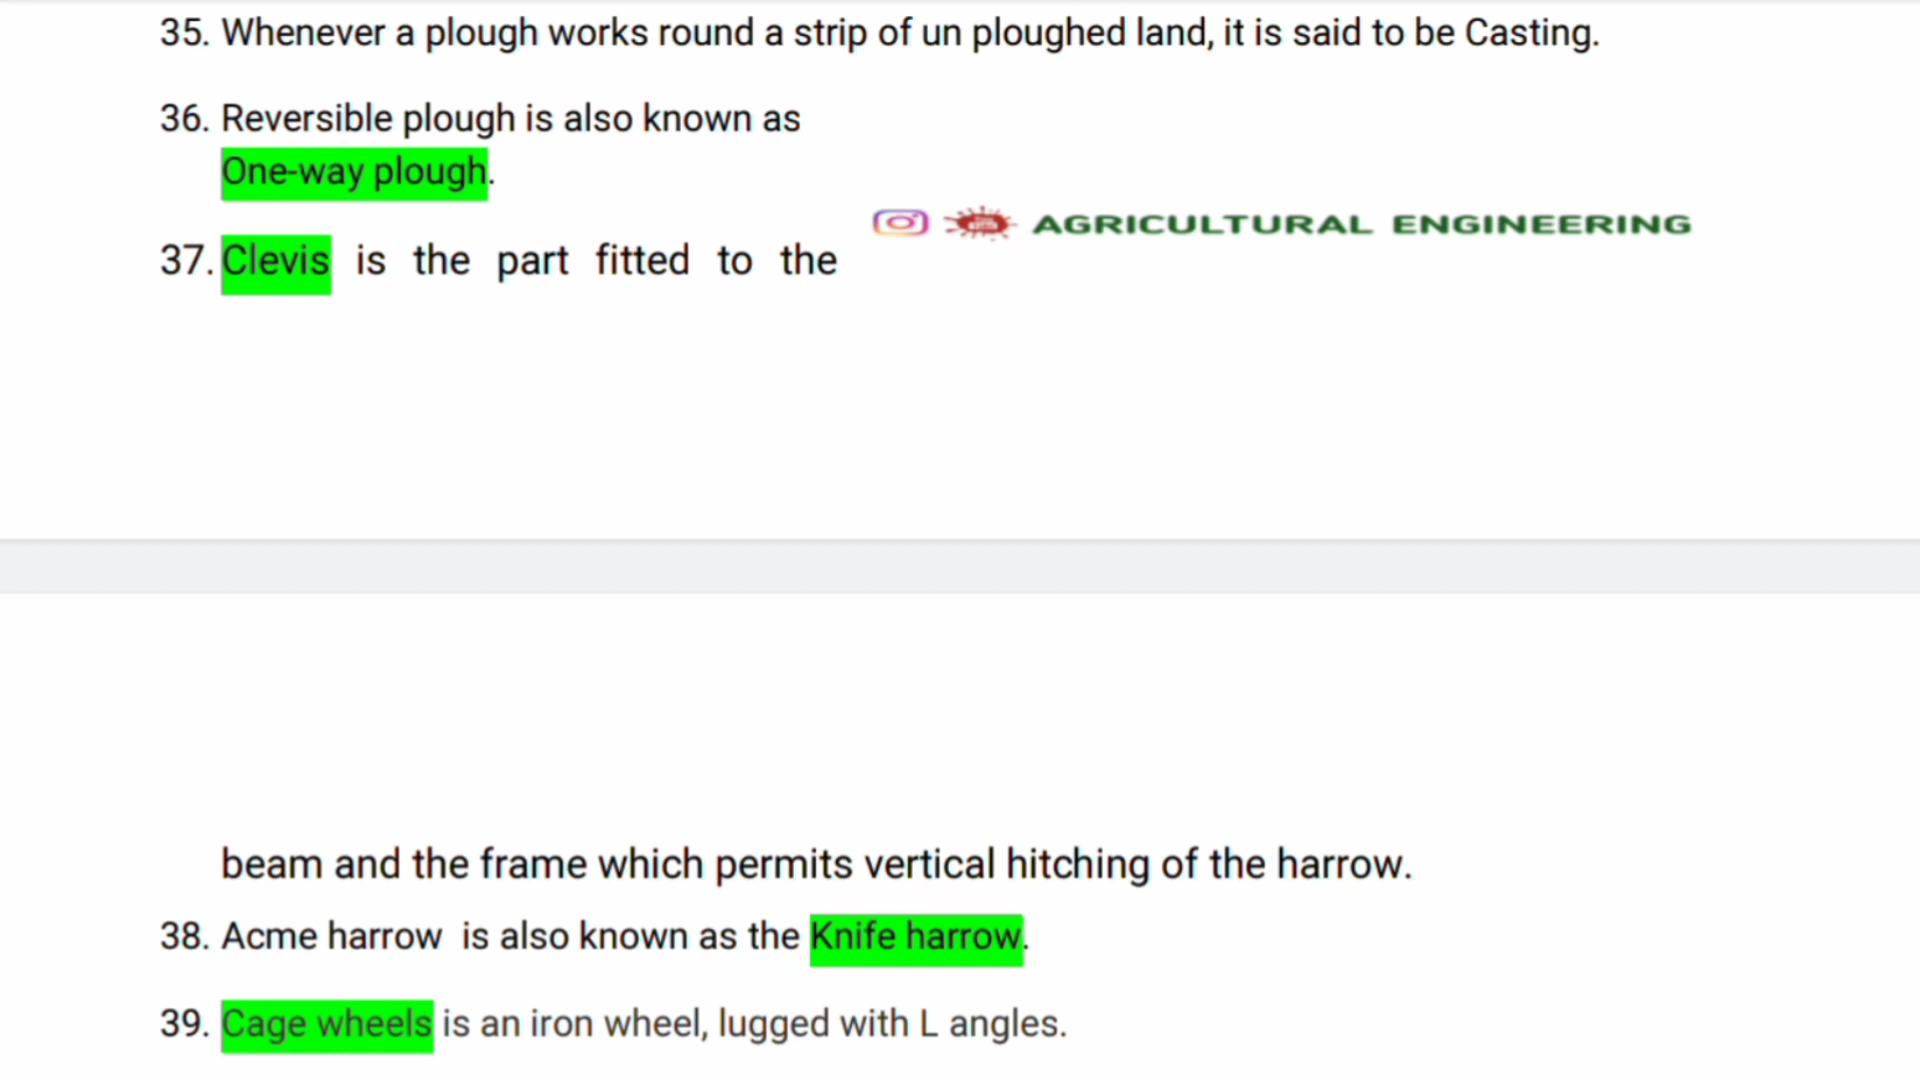 35. Whenever a plough works round a strip of un ploughed land, it is said to be Casting.
36. Reversible plough is also known as
One-way plough.
AGRICULTURAL ENGINEERING
37. Clevis is the part fitted to the
beam and the frame which permits vertical hitching of the harrow.
38. Acme harrow is also known as the Knife harrow.
39. Cage wheels is an iron wheel, lugged with L angles.